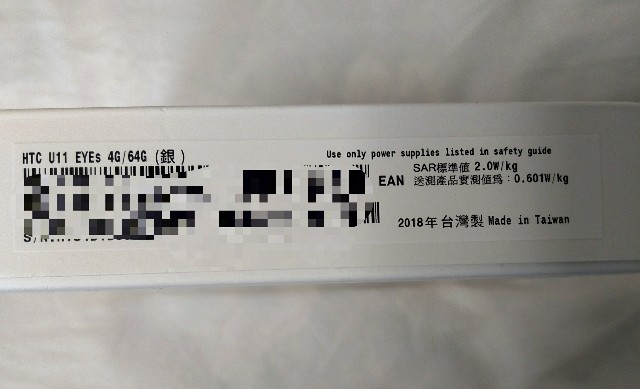 HTC U11 EYEs 4G/64G (銀)
Use only power supplies listed in safety guide
SAR標準值 2.0W/kg
EAN 送測產品實測值為：0.601W/kg
2018年台灣製 Made in Taiwan
S/N: